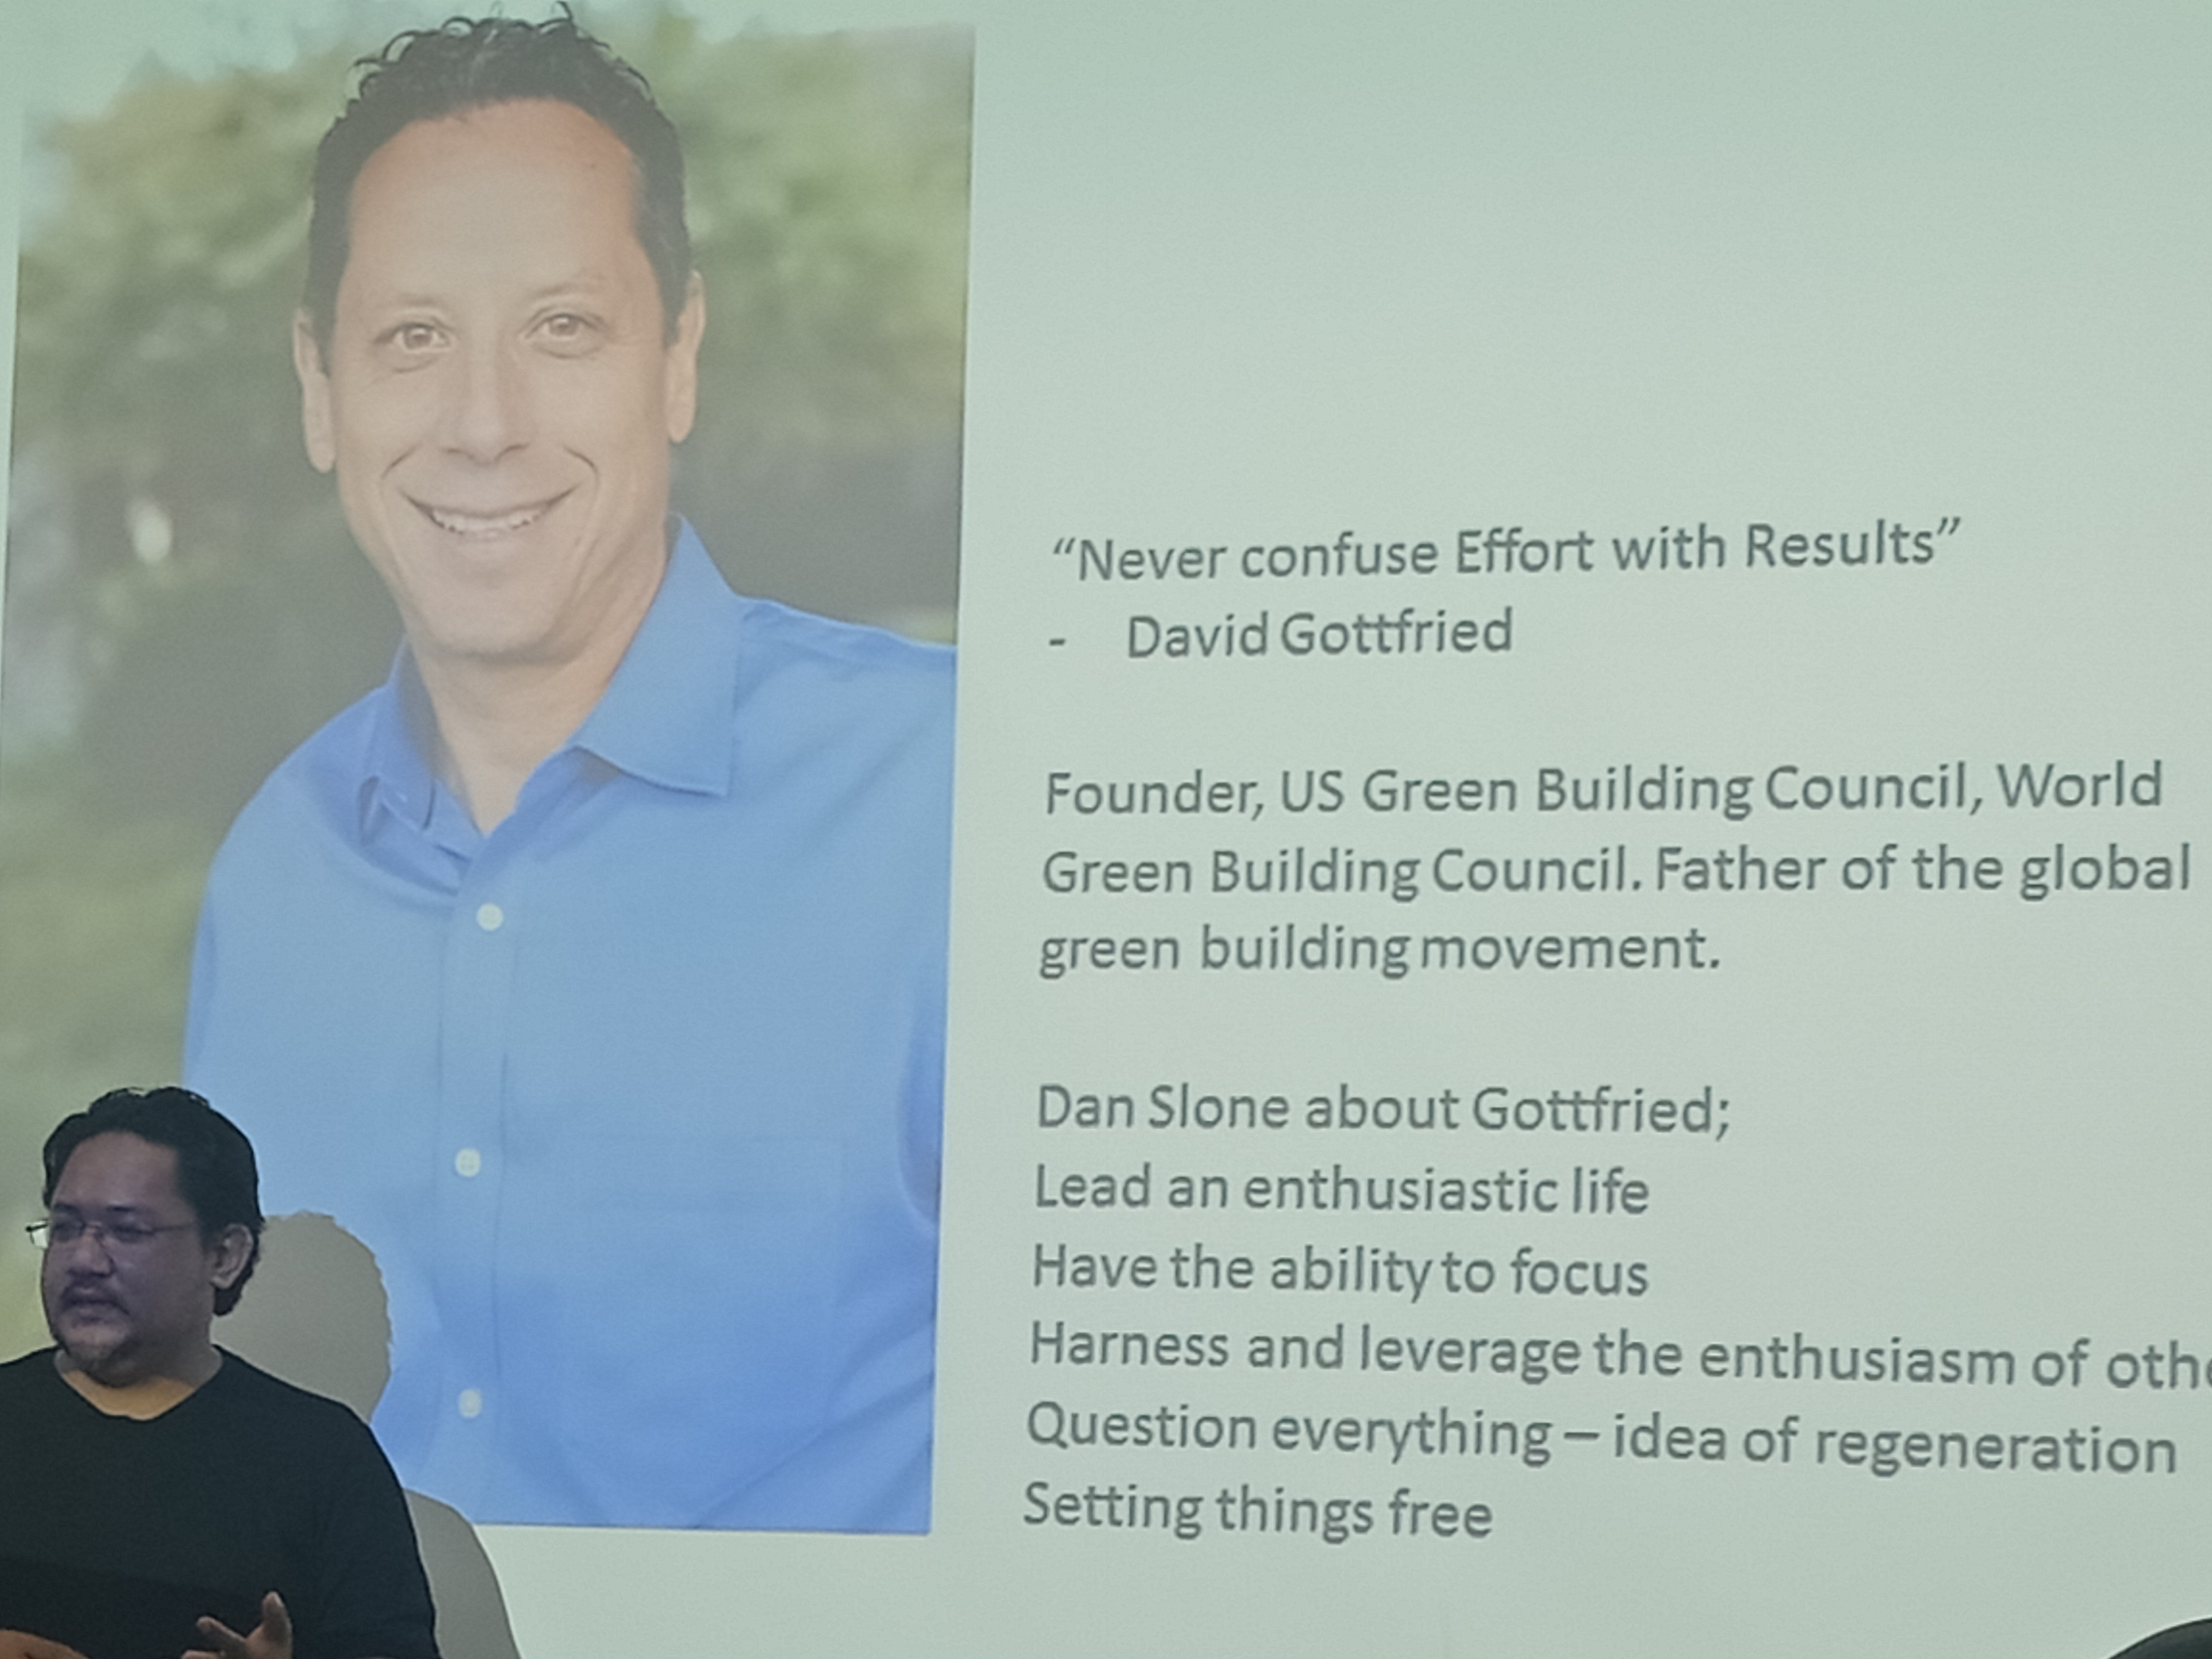 “Never confuse Effort with Results”
- David Gottfried
Founder, US Green Building Council, World
Green Building Council. Father of the global
green building movement.
Dan Slone about Gottfried;
Lead an enthusiastic life
Have the ability to focus
Harness and leverage the enthusiasm of
Question everything – idea of regeneration
Setting things free